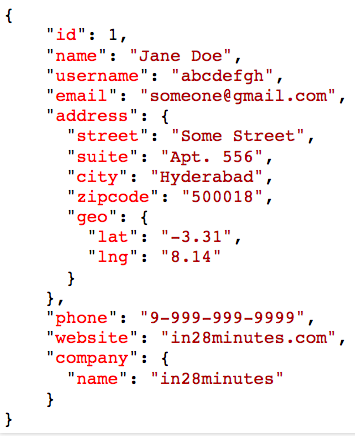 {
    "id": 1,
    "name": "Jane Doe",
    "username": "abcdefgh",
    "email": "someone@gmail.com",
    "address": {
      "street": "Some Street",
      "suite": "Apt. 556",
      "city": "Hyderabad",
      "zipcode": "500018",
      "geo": {
        "lat": "-3.31",
        "lng": "8.14"
      }
    },
    "phone": "9-999-999-9999",
    "website": "in28minutes.com",
    "company": {
      "name": "in28minutes"
    }
}